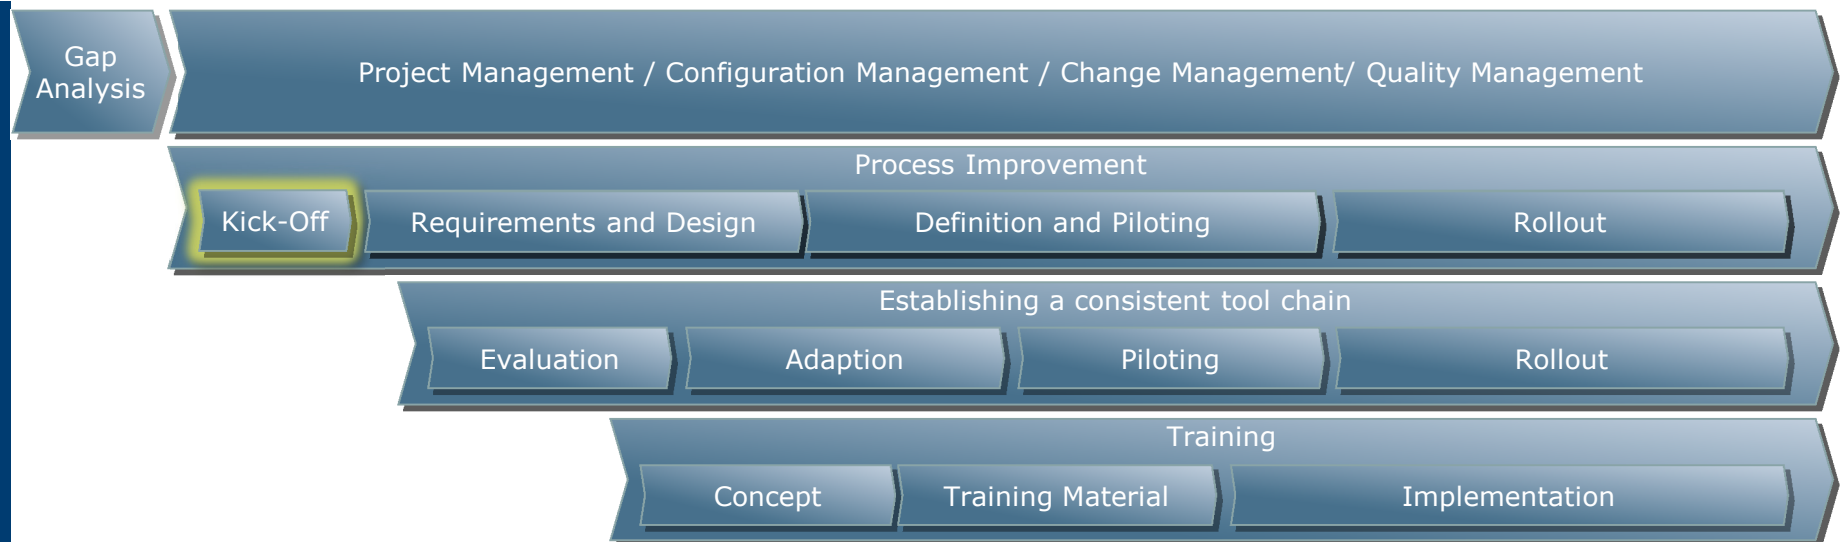 Gap
Analysis
Project Management / Configuration Management / Change Management/ Quality Management
Process Improvement
Kick-Off
Requirements and Design
Definition and Piloting
Rollout
Establishing a consistent tool chain
Evaluation
Adaption
Piloting
Rollout
Training
Concept
Training Material
Implementation